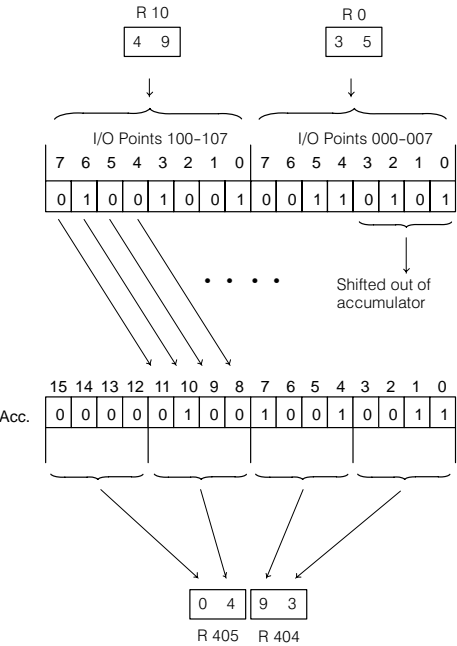 R 10 R 0
4 9 3 5
I/O Points 100-107 I/O Points 000-007
7 6 5 4 3 2 1 0 7 6 5 4 3 2 1 0
0 1 0 0 1 0 0 1 0 0 1 1 0 1 0 1
Shifted out of
accumulator
15 14 13 12 11 10 9 8 7 6 5 4 3 2 1 0
Acc. 0 0 0 0 0 1 0 0 1 0 0 1 0 0 1 1
0 4 9 3
R 405 R 404